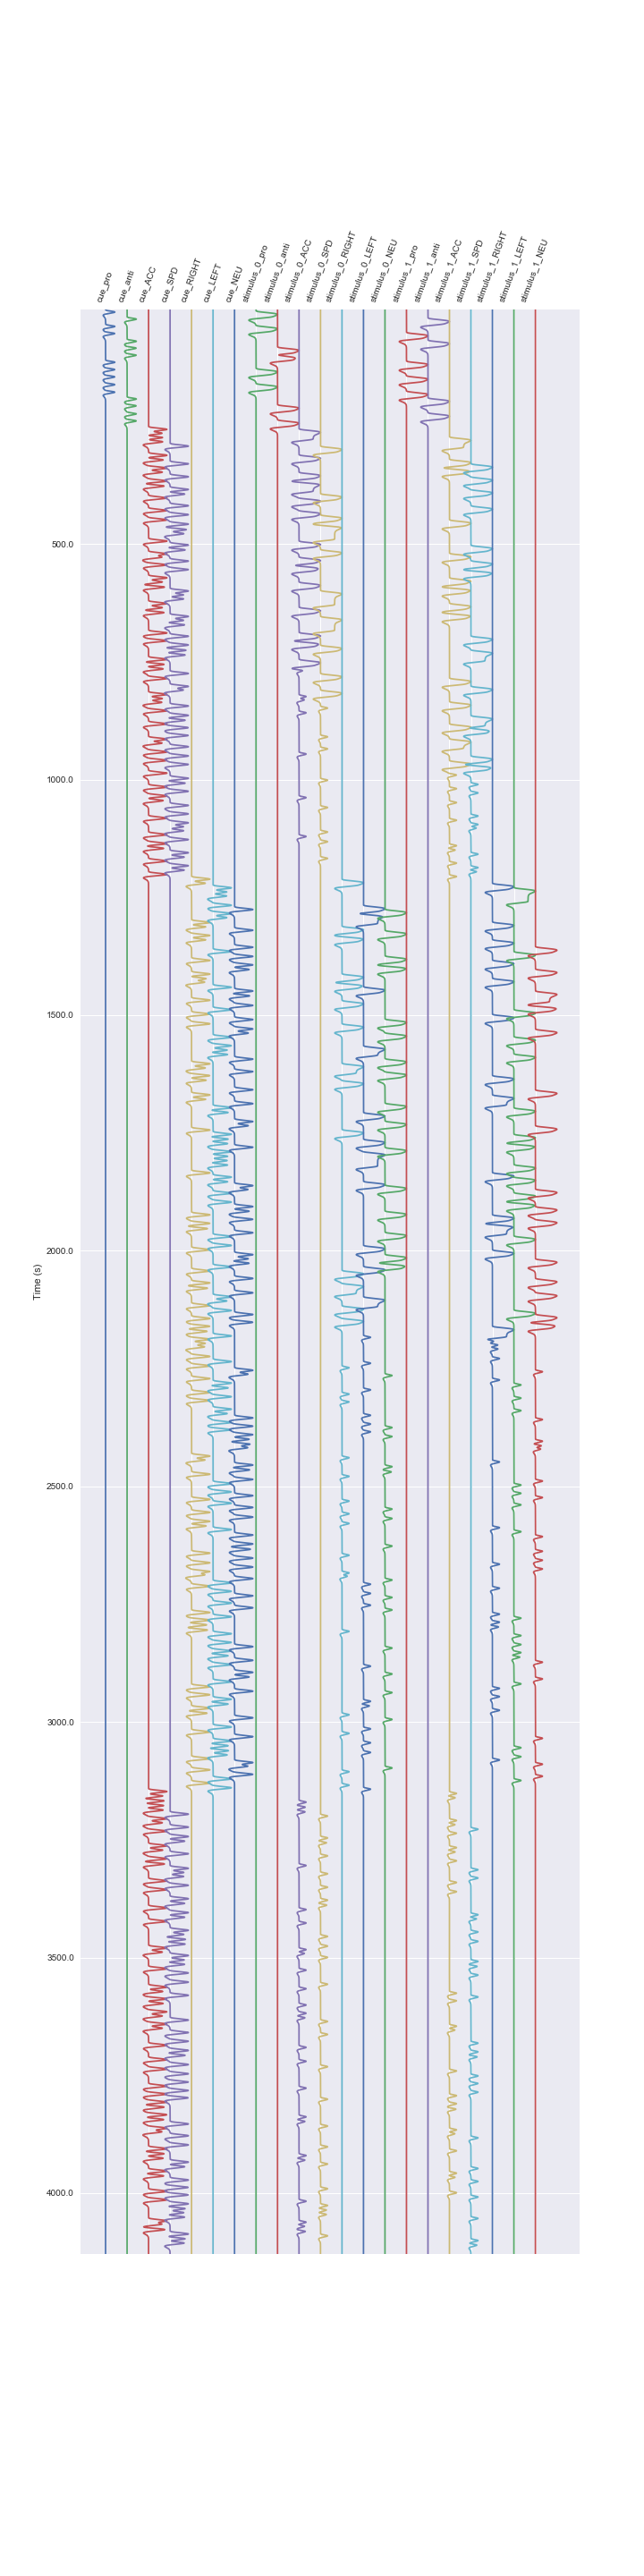 cue_pro
cue_anti
cue_ACC
cue_SPD
cue_RIGHT
cue_LEFT
cue_NEU
stimulus_0_pro
stimulus_0_anti
stimulus_0_ACC
stimulus_0_SPD
stimulus_0_RIGHT
stimulus_0_LEFT
stimulus_0_NEU
stimulus_1_pro
stimulus_1_anti
stimulus_1_ACC
stimulus_1_SPD
stimulus_1_RIGHT
stimulus_1_LEFT
stimulus_1_NEU
500.0
1000.0
1500.0
2000.0
Time (s)
2500.0
3000.0
3500.0
4000.0